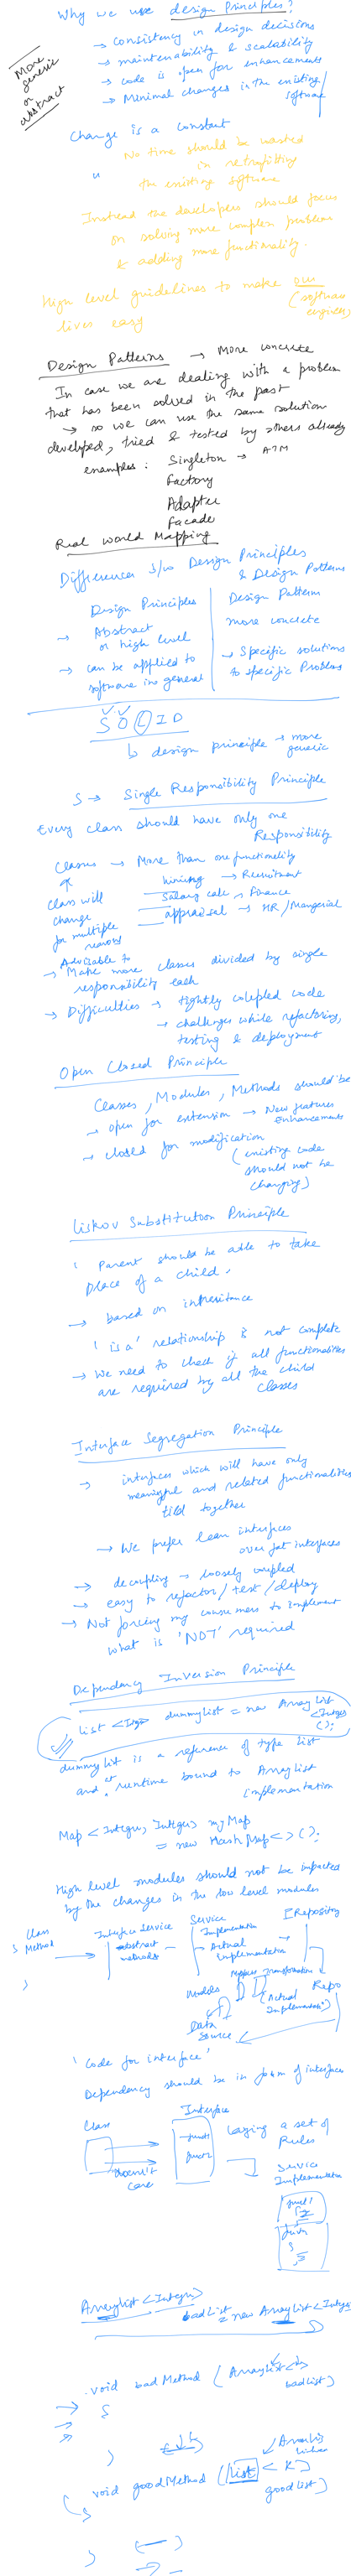 Why we use design Principles?
→ Consistency in design decisions
→ maintenability & scalability
→ code is open for enhancements
→ Minimal changes in the existing software
More generic or abstract
Change is a constant
No time should be wasted
in retrofitting
the existing software
Instead the developers should focus
on solving more complex problem
& adding more functionality.
High level guidelines to make our
lives easy (software engineers)
Design Patterns → More concrete
In case we are dealing with a problem
that has been solved in the past
→ so we can use the same solution
developed, tried & tested by others already
examples: Singleton → ATM
Factory
Adapter
Facade
Real world Mapping
Differences b/w Design Principles
& Design Patterns
Design Principles
→ Abstract
or high level
→ can be applied to
software in general
Design Pattern
more concrete
→ Specific solutions
to specific Problems
S O L I D
↳ design principle → more
generic
S → Single Responsibility Principle
Every class should have only one
Responsibility
Classes → More than one functionality
class will
change
for multiple
reasons
hiring → Recruitment
Salary calc → Finance
appraisal → HR / Mangerial
Advisable to
→ Make more classes divided by single
responsibility each
→ Difficulties → tightly coupled code
→ challenges while refactoring,
testing & deployment
Open Closed Principle
Classes, Modules, Methods should be
→ open for extension → New features
Enhancements
→ closed for modification
(existing code
should not be
changing)
Liskov Substitution Principle
' Parent should be able to take
place of a child.
→ based on inheritance
' is a' relationship is not complete
→ We need to check if all functionalities
are required by all the child
classes
Interface Segregation Principle
→ interfaces which will have only
meaningful and related functionalities
tied together
→ We prefer lean interfaces
over fat interfaces
→ decoupling → loosely coupled
→ easy to refactor / test / deploy
→ Not forcing my consumers to implement
what is 'NOT' required
Dependency Inversion Principle
List <Integer> dummylist = new ArrayList
<Integer>
();
dummylist is a reference of type List
and at runtime bound to ArrayList
implementation
Map <Integer, Integer> myMap
= new HashMap<>();
High level modules should not be impacted
by the changes in the low level modules
Class
Method
Interface Service
abstract
methods
Service
Implementation
Actual
Implementation
IRepository
Repo
(Actual
Implementation)
Models
Data
Source
' Code for interface'
Dependency should be in form of interfaces
Class
doesn't
care
Interface
func1
func2
Laying a set of
Rules
Service
Implementation
func1
ArrayList <Integer>
badList = new ArrayList <Integer
void badMethod (ArrayList<>
badList)
{
}
void goodMethod (List <
goodList)
}